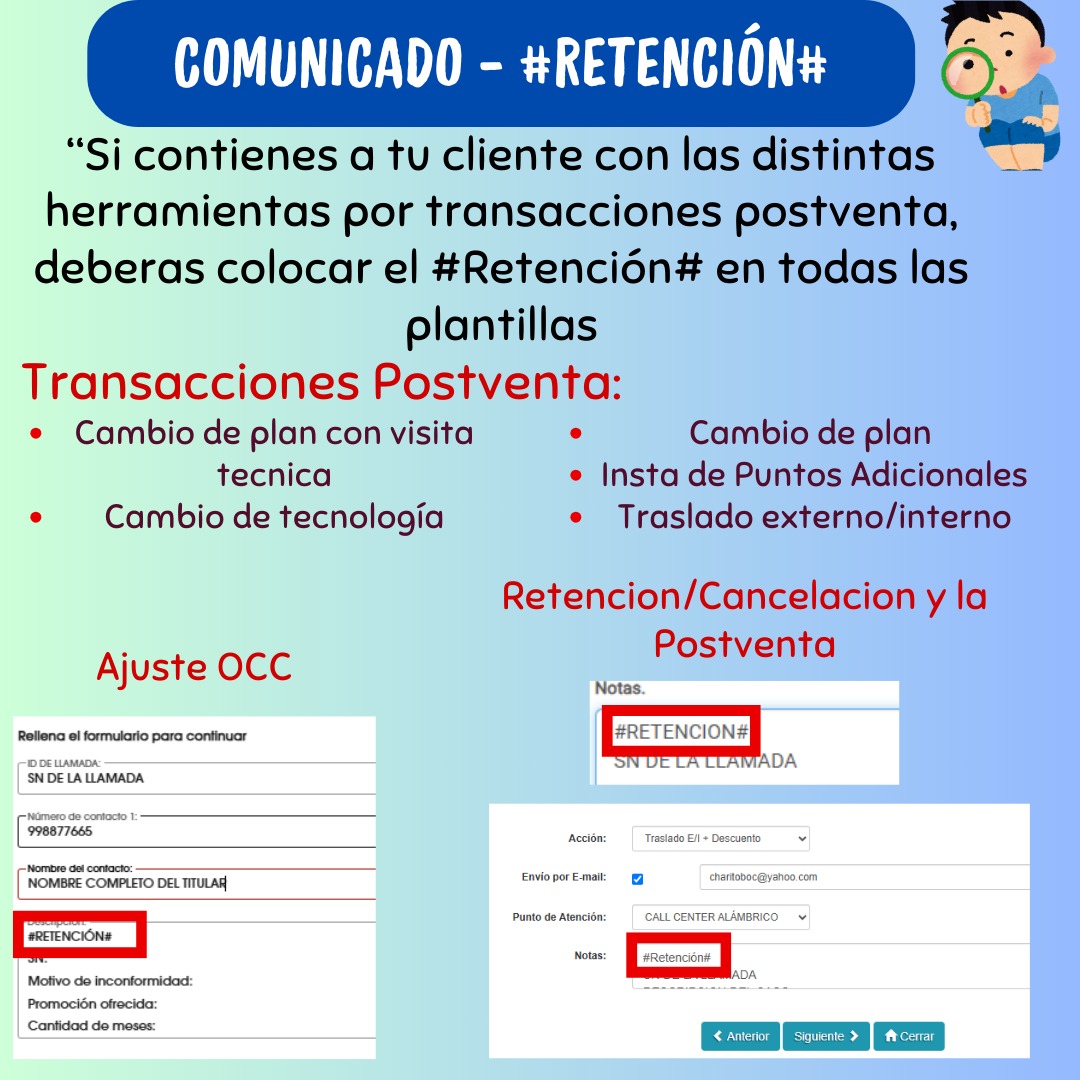 COMUNICADO - #RETENCIÓN#
“Si contienes a tu cliente con las distintas
herramientas por transacciones postventa,
deberas colocar el #Retención# en todas las
plantillas
Transacciones Postventa:
Cambio de plan con visita
tecnica
Cambio de tecnología
Cambio de plan
Insta de Puntos Adicionales
Traslado externo/interno
Ajuste OCC
Rellena el formulario para continuar
ID DE LLAMADA:
SN DE LA LLAMADA
Número de contacto 1:
998877665
Nombre del contacto:
NOMBRE COMPLETO DEL TITULAR
Descripción:
#RETENCIÓN#
SN:
Motivo de inconformidad:
Promoción ofrecida:
Cantidad de meses:
Retencion/Cancelacion y la
Postventa
Notas.
#RETENCION#
SN DE LA LLAMADA
Acción: Traslado E/I + Descuento
Envío por E-mail: charitoboc@yahoo.com
Punto de Atención: CALL CENTER ALÁMBRICO
Notas: #Retención#
SN DE LA LLAMADA
Anterior Siguiente Cerrar